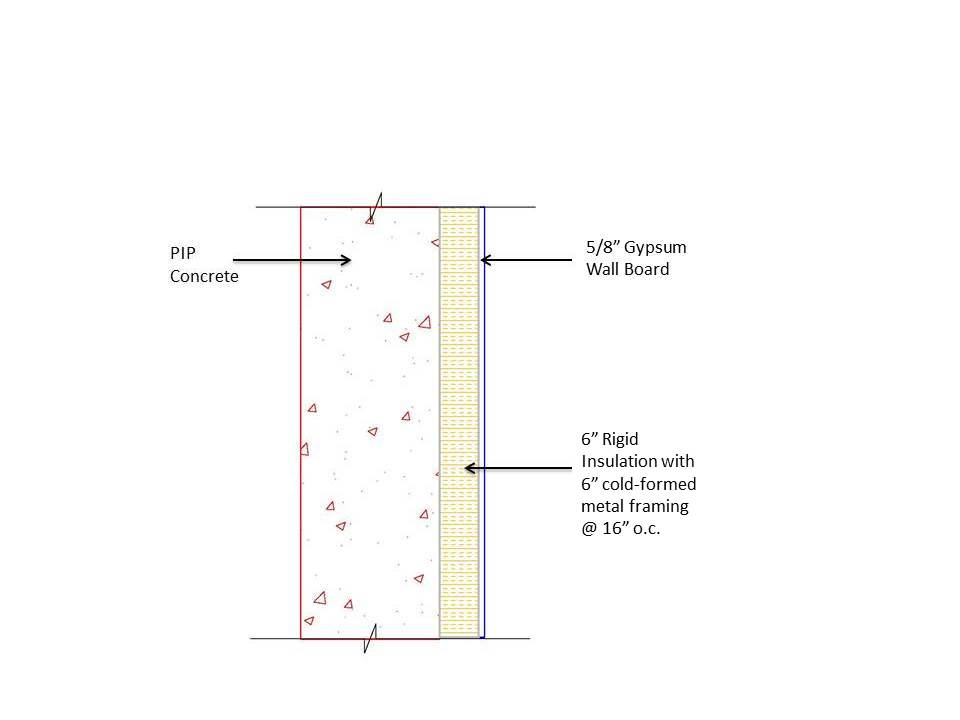 PIP
Concrete
5/8” Gypsum
Wall Board
6” Rigid
Insulation with
6” cold-formed
metal framing
@ 16” o.c.